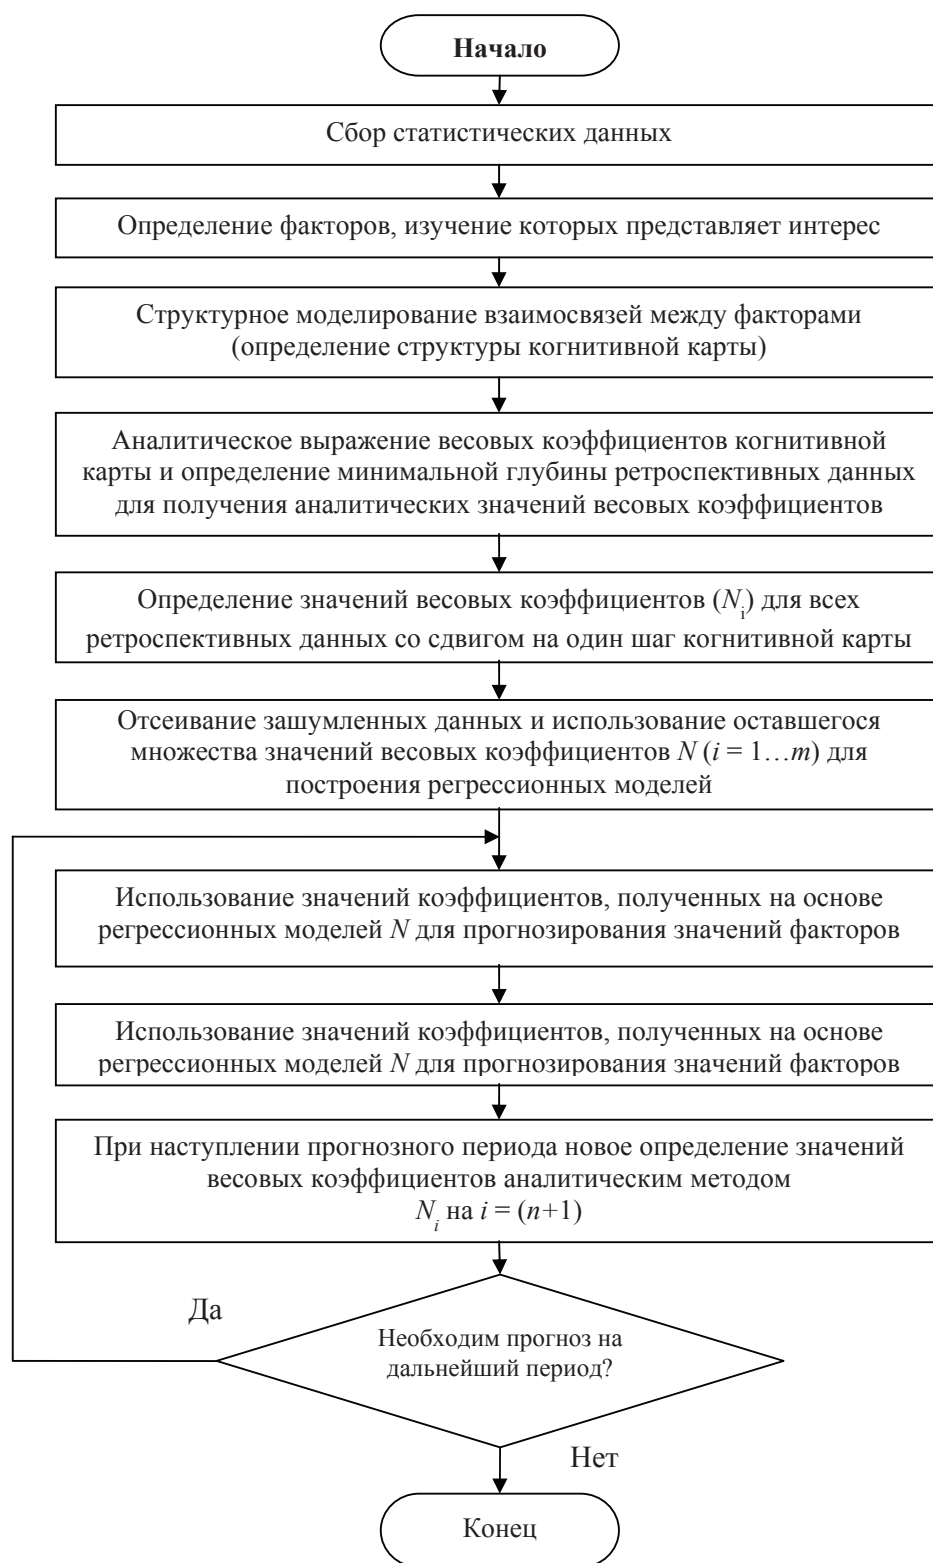 Начало
Сбор статистических данных
Определение факторов, изучение которых представляет интерес
Структурное моделирование взаимосвязей между факторами
(определение структуры когнитивной карты)
Аналитическое выражение весовых коэффициентов когнитивной
карты и определение минимальной глубины ретроспективных данных
для получения аналитических значений весовых коэффициентов
Определение значений весовых коэффициентов (Ni) для всех
ретроспективных данных со сдвигом на один шаг когнитивной карты
Отсеивание зашумленных данных и использование оставшегося
множества значений весовых коэффициентов N (i = 1…m) для
построения регрессионных моделей
Использование значений коэффициентов, полученных на основе
регрессионных моделей N для прогнозирования значений факторов
Использование значений коэффициентов, полученных на основе
регрессионных моделей N для прогнозирования значений факторов
При наступлении прогнозного периода новое определение значений
весовых коэффициентов аналитическим методом
Ni на i = (n+1)
Да
Необходим прогноз на
дальнейший период?
Нет
Конец